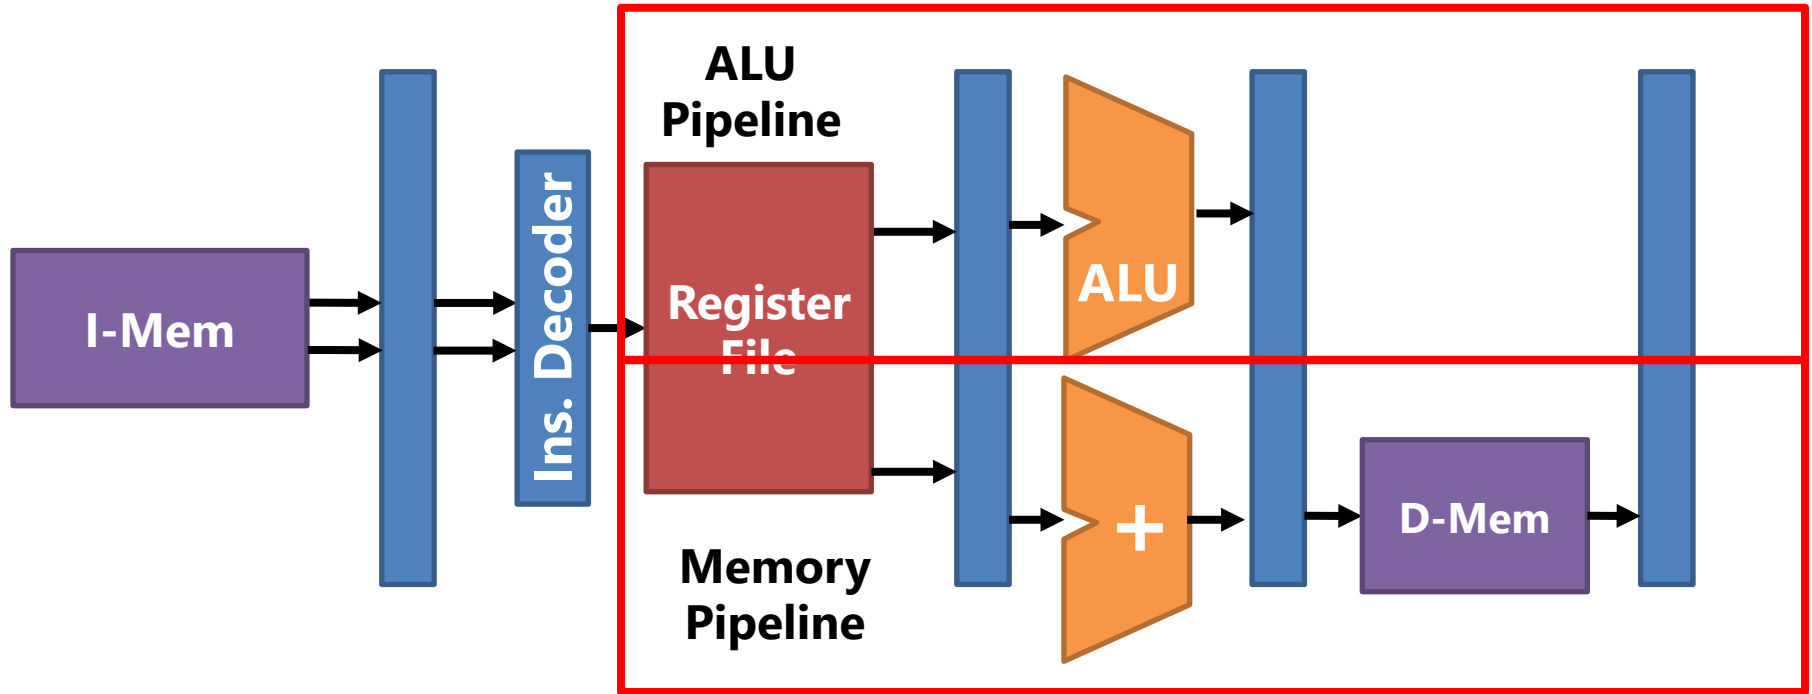 I-Mem
Ins. Decoder
ALU
Pipeline
Register
File
Memory
Pipeline
ALU
+
D-Mem